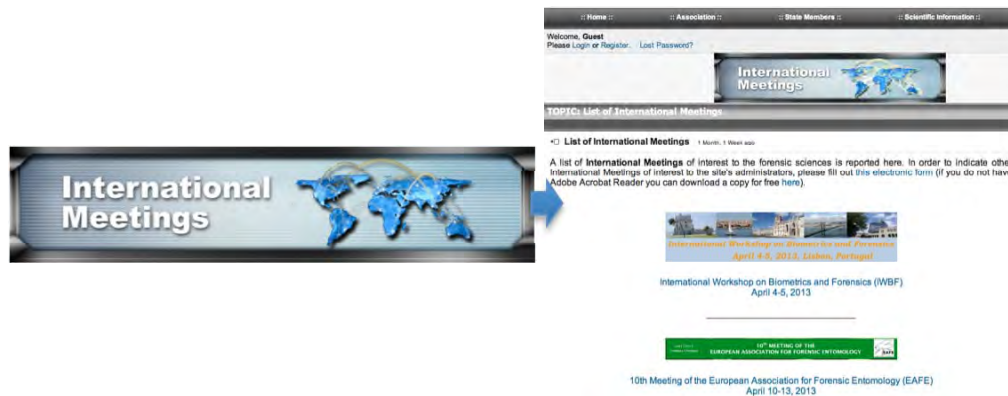 International
Meetings
:: Home ::
:: Association ::
:: State Members ::
:: Scientific Information ::
Welcome, Guest
Please Login or Register. Lost Password?
International
Meetings
TOPIC: List of International Meetings
List of International Meetings 1 Month, 1 Week ago
A list of International Meetings of interest to the forensic sciences is reported here. In order to indicate othe
International Meetings of interest to the site's administrators, please fill out this electronic form (if you do not have
Adobe Acrobat Reader you can download a copy for free here).
International Workshop on Biometrics and Forensics
April 4-5, 2013, Lisbon, Portugal
International Workshop on Biometrics and Forensics (IWBF)
April 4-5, 2013
10th MEETING OF THE
EUROPEAN ASSOCIATION FOR FORENSIC ENTOMOLOGY
10th Meeting of the European Association for Forensic Entomology (EAFE)
April 10-13, 2013